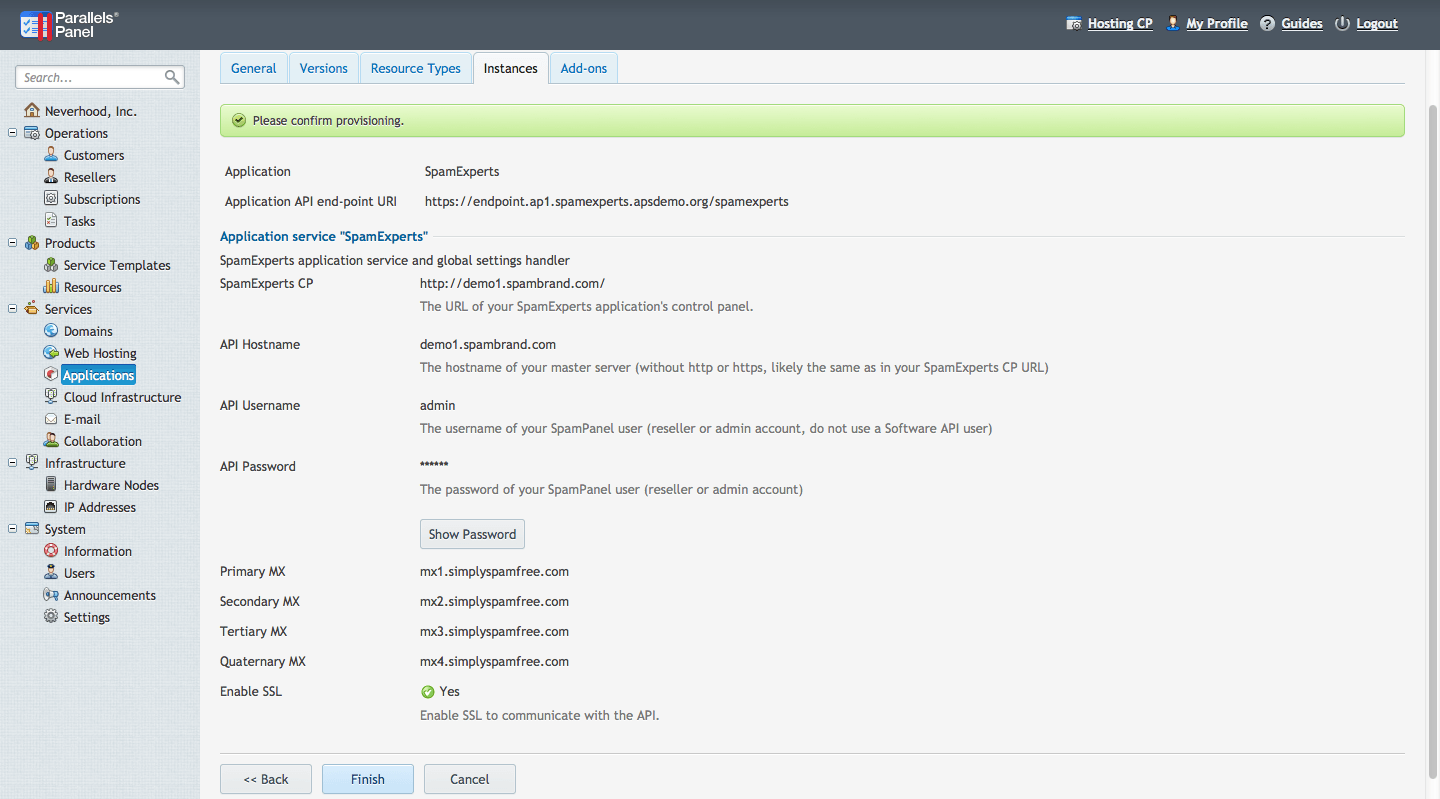 Parallels®
Panel
Hosting CP
My Profile
Guides
Logout
Search...
Neverhood, Inc.
Operations
Customers
Resellers
Subscriptions
Tasks
Products
Service Templates
Resources
Services
Domains
Web Hosting
Applications
Cloud Infrastructure
E-mail
Collaboration
Infrastructure
Hardware Nodes
IP Addresses
System
Information
Users
Announcements
Settings
General
Versions
Resource Types
Instances
Add-ons
Please confirm provisioning.
Application SpamExperts
Application API end-point URI https://endpoint.ap1.spamexperts.apsdemo.org/spamexperts
Application service "SpamExperts"
SpamExperts application service and global settings handler
SpamExperts CP http://demo1.spambrand.com/
The URL of your SpamExperts application's control panel.
API Hostname demo1.spambrand.com
The hostname of your master server (without http or https, likely the same as in your SpamExperts CP URL)
API Username admin
The username of your SpamPanel user (reseller or admin account, do not use a Software API user)
API Password ******
The password of your SpamPanel user (reseller or admin account)
Show Password
Primary MX mx1.simplyspamfree.com
Secondary MX mx2.simplyspamfree.com
Tertiary MX mx3.simplyspamfree.com
Quaternary MX mx4.simplyspamfree.com
Enable SSL Yes
Enable SSL to communicate with the API.
<< Back
Finish
Cancel